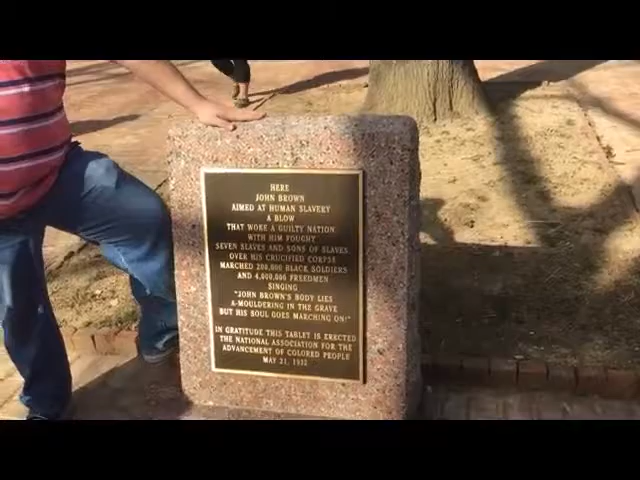 HERE
JOHN BROWN
AIMED AT HUMAN SLAVERY
A BLOW
THAT WOKE A GUILTY NATION
WITH HIM FOUGHT
SEVEN SLAVES AND SONS OF SLAVES.
OVER HIS CRUCIFIED CORPSE
MARCHED 200,000 BLACK SOLDIERS
AND 4,000,000 FREEDMEN
SINGING
"JOHN BROWN'S BODY LIES
A-MOULDERING IN THE GRAVE
BUT HIS SOUL GOES MARCHING ON!"
IN GRATITUDE THIS TABLET IS ERECTED
THE NATIONAL ASSOCIATION FOR THE
ADVANCEMENT OF COLORED PEOPLE
MAY 21, 1932